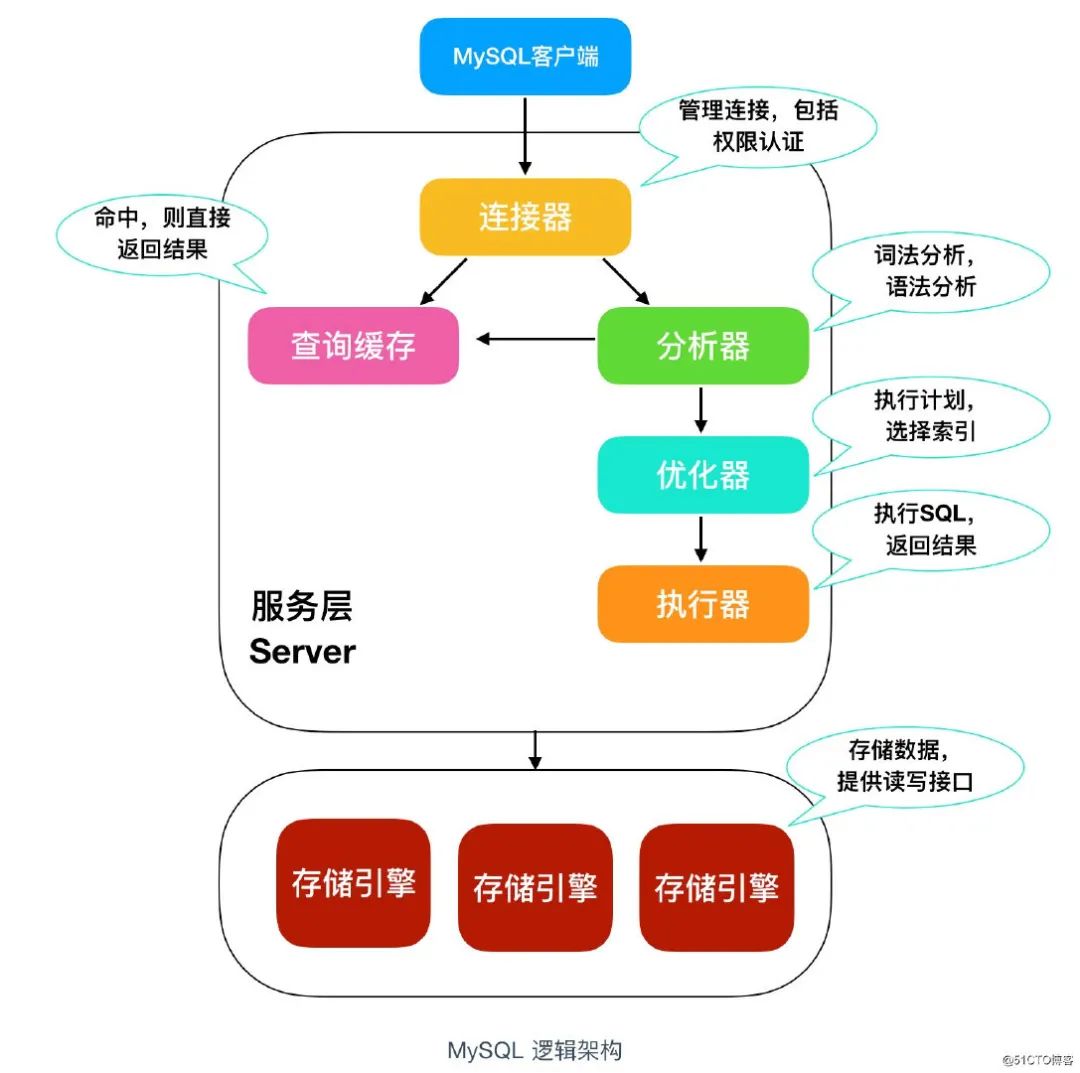 MySQL客户端
管理连接，包括
权限认证
连接器
命中，则直接
返回结果
词法分析，
语法分析
查询缓存
分析器
执行计划，
选择索引
优化器
执行SQL，
返回结果
执行器
服务层
Server
存储数据，
提供读写接口
存储引擎
存储引擎
存储引擎
MySQL 逻辑架构
@51CTO博客